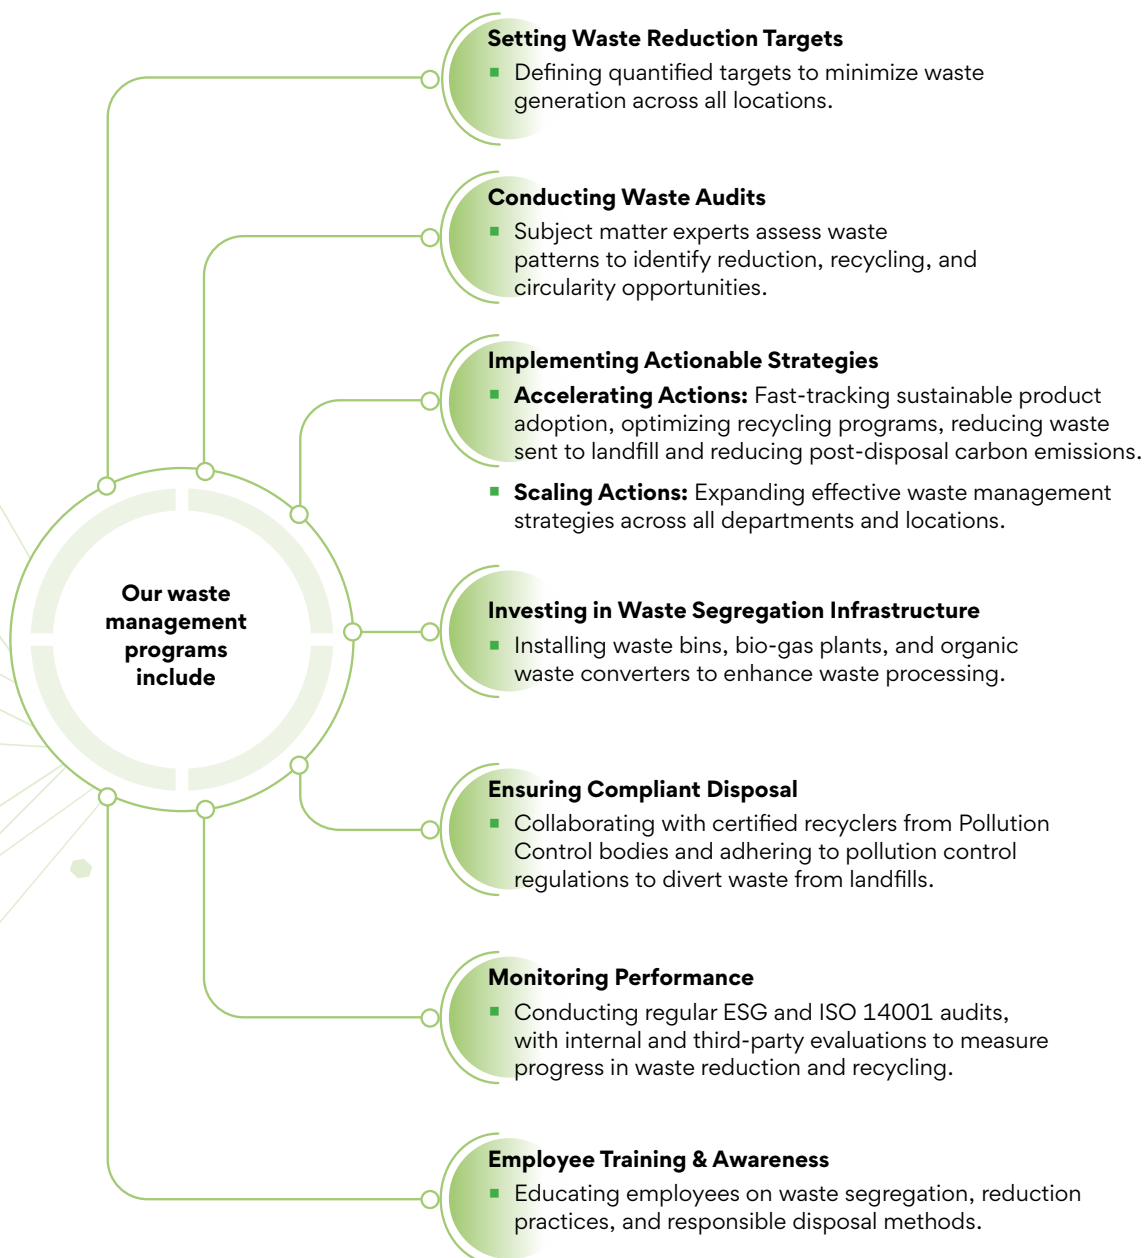 Setting Waste Reduction Targets
▪ Defining quantified targets to minimize waste
generation across all locations.
Conducting Waste Audits
▪ Subject matter experts assess waste
patterns to identify reduction, recycling, and
circularity opportunities.
Implementing Actionable Strategies
▪ Accelerating Actions: Fast-tracking sustainable product
adoption, optimizing recycling programs, reducing waste
sent to landfill and reducing post-disposal carbon emissions.
▪ Scaling Actions: Expanding effective waste management
strategies across all departments and locations.
Our waste
management
programs
include
Investing in Waste Segregation Infrastructure
▪ Installing waste bins, bio-gas plants, and organic
waste converters to enhance waste processing.
Ensuring Compliant Disposal
▪ Collaborating with certified recyclers from Pollution
Control bodies and adhering to pollution control
regulations to divert waste from landfills.
Monitoring Performance
▪ Conducting regular ESG and ISO 14001 audits,
with internal and third-party evaluations to measure
progress in waste reduction and recycling.
Employee Training & Awareness
▪ Educating employees on waste segregation, reduction
practices, and responsible disposal methods.